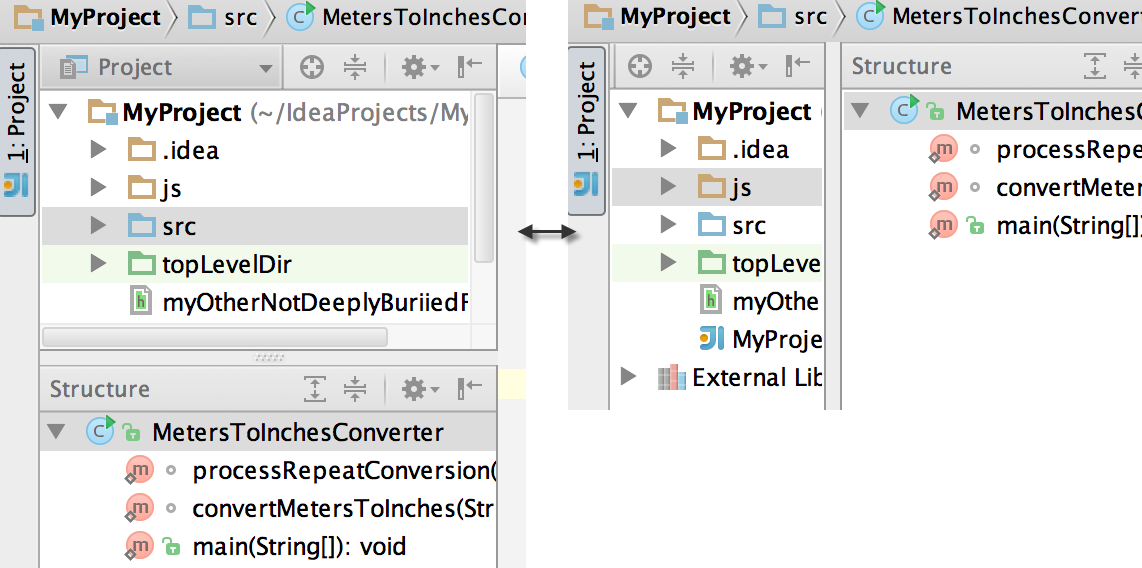 MyProject src C MetersToInchesCon
1: Project
Project
MyProject (~/IdeaProjects/My
.idea
js
src
topLevelDir
h myOtherNotDeeplyBuriiedF
Structure
C MetersToInchesConverter
m processRepeatConversion(
m convertMetersToInches(Str
m main(String[]): void
MyProject src C MetersToInchesConver
1: Project
MyProject (
.idea
js
src
topLeve
h myOthe
MyProje
External Lib
Structure
C MetersToInchesC
m processRepe
m convertMeter
m main(String[])